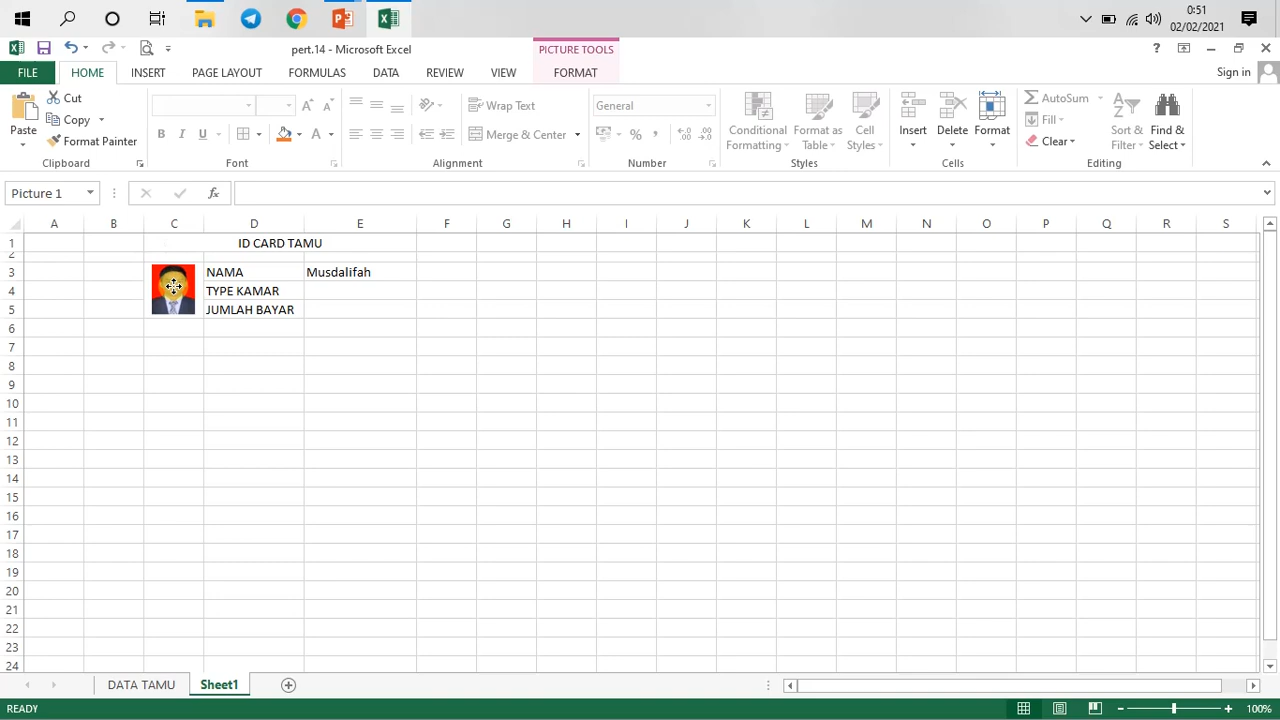 0:51
02/02/2021
pert.14 - Microsoft Excel
PICTURE TOOLS
?
FILE
HOME
INSERT
PAGE LAYOUT
FORMULAS
DATA
REVIEW
VIEW
FORMAT
Sign in
Paste
Cut
Copy
Format Painter
Clipboard
B I U
A A
A
Font
Wrap Text
Merge & Center
Alignment
General
%
Number
Conditional Formatting
Format as Table
Cell Styles
Styles
Insert
Delete
Format
Cells
AutoSum
Fill
Clear
Sort & Filter
Find & Select
Editing
Picture 1
fx
A B C D E F G H I J K L M N O P Q R S
1 ID CARD TAMU
2
3 NAMA Musdalifah
4 TYPE KAMAR
5 JUMLAH BAYAR
6
7
8
9
10
11
12
13
14
15
16
17
18
19
20
21
22
23
24
DATA TAMU
Sheet1
READY
100%